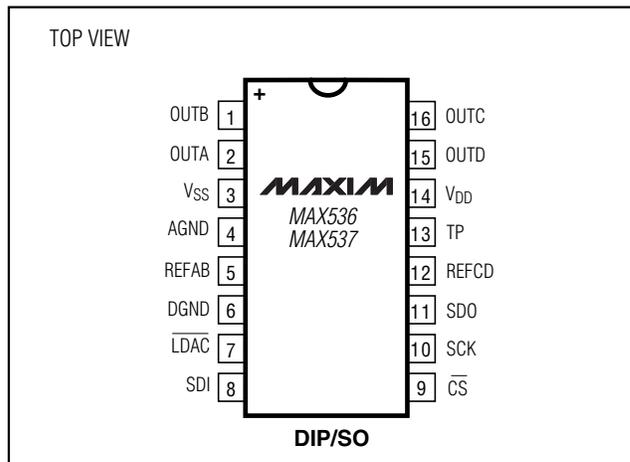 TOP VIEW
+
OUTB 1
OUTA 2
VSS 3
AGND 4
REFAB 5
DGND 6
LDAC 7
SDI 8
MAXIM
MAX536
MAX537
16 OUTC
15 OUTD
14 VDD
13 TP
12 REFCD
11 SDO
10 SCK
9 CS
DIP/SO